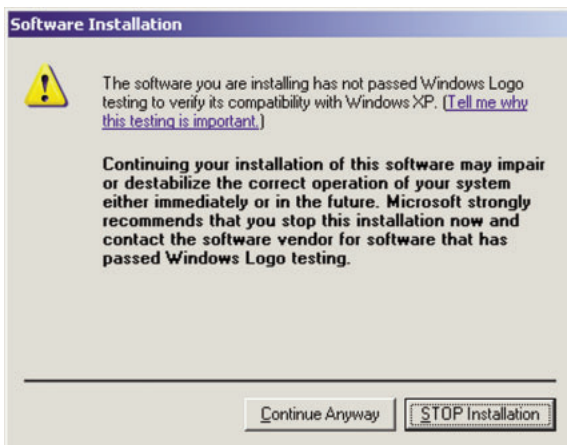 Software Installation
The software you are installing has not passed Windows Logo
testing to verify its compatibility with Windows XP. (Tell me why
this testing is important.)
Continuing your installation of this software may impair
or destabilize the correct operation of your system
either immediately or in the future. Microsoft strongly
recommends that you stop this installation now and
contact the software vendor for software that has
passed Windows Logo testing.
Continue Anyway
STOP Installation